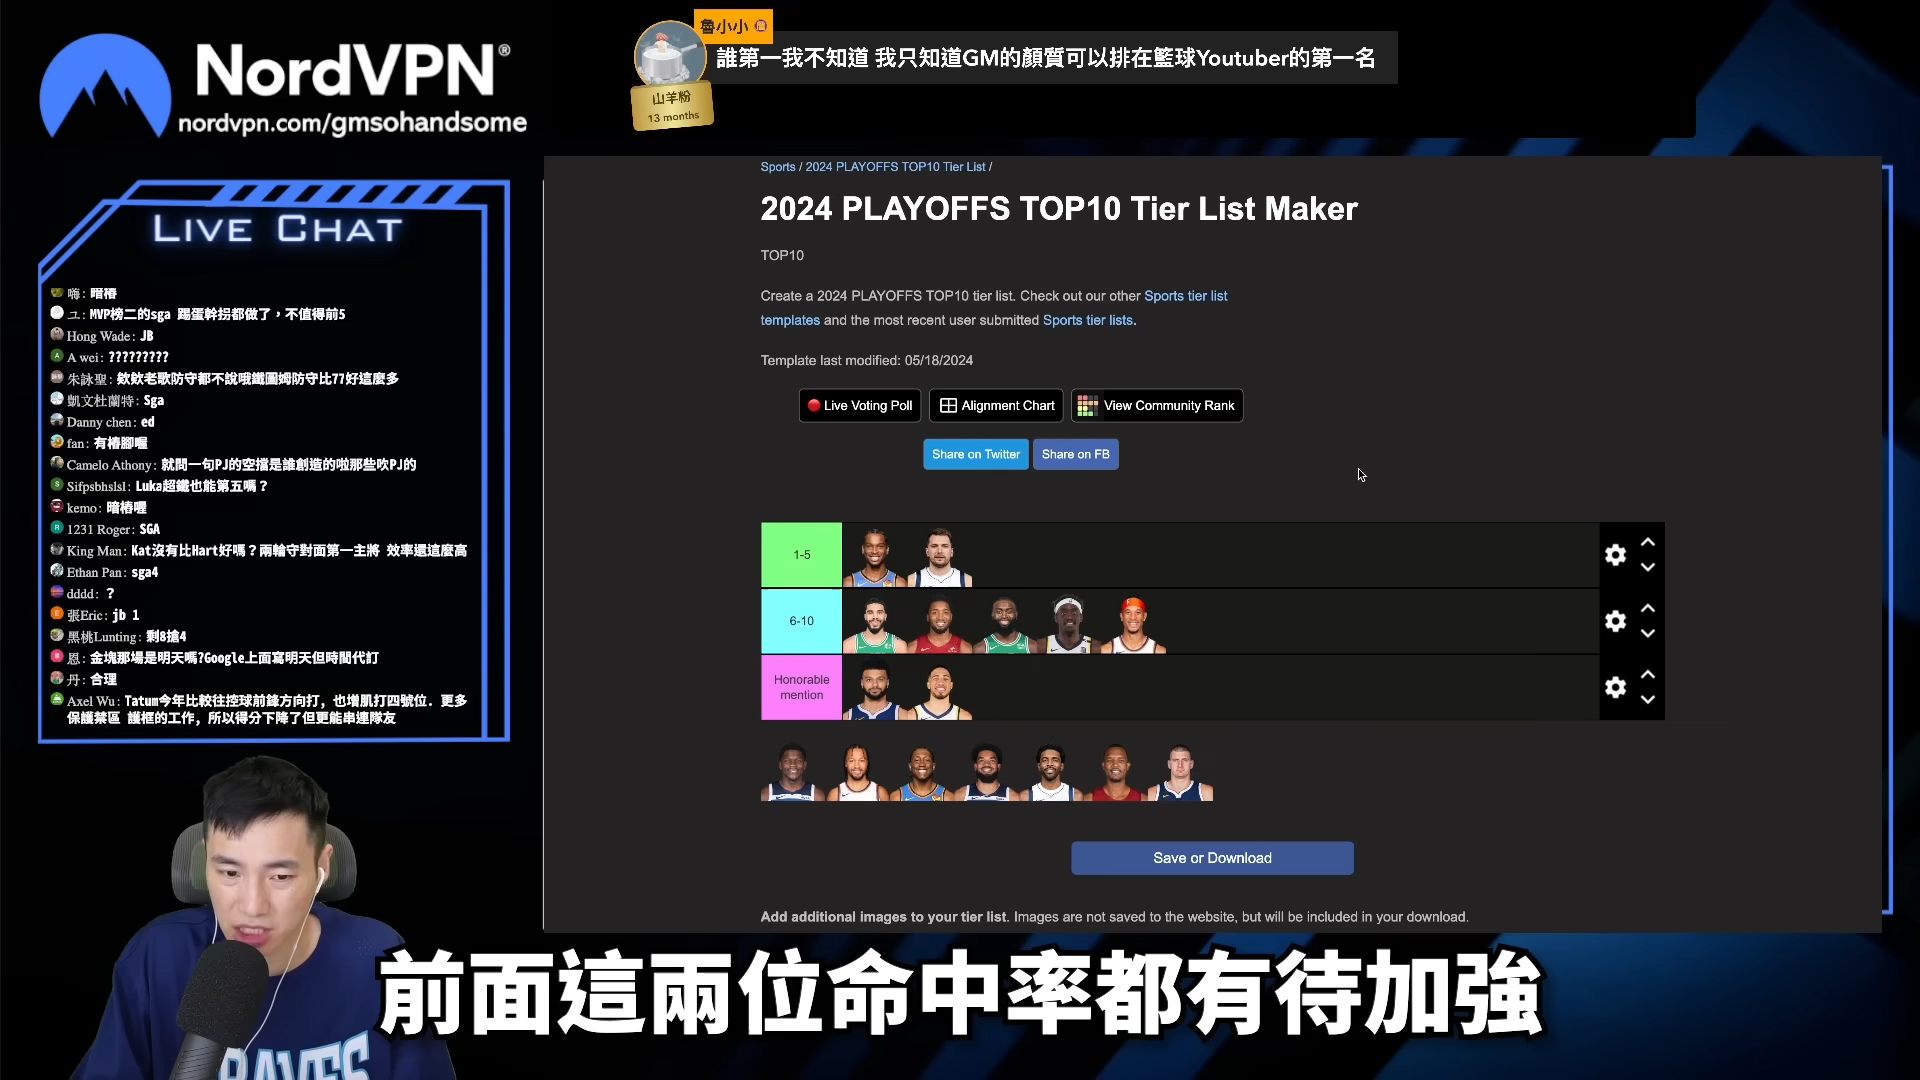 NordVPN®
nordvpn.com/gmsohandsome
魯小小
誰第一我不知道 我只知道GM的顏質可以排在籃球Youtuber的第一名
山羊粉
13 months
LIVE CHAT
嗨: 暗樁
ユ: MVP榜二的sga 踢蛋幹拐都做了，不值得前5
Hong Wade: JB
A wei: ?????????
朱詠聖: 欸欸老歌防守都不說哦鐵圖姆防守比77好這麼多
凱文杜蘭特: Sga
Danny chen: ed
fan: 有樁腳喔
Camelo Athony: 就問一句PJ的空擋是誰創造的啦那些吹PJ的
Sifpsbhslsl: Luka超鐵也能第五嗎？
kemo: 暗樁喔
1231 Roger: SGA
King Man: Kat沒有比Hart好嗎？兩輪守對面第一主將 效率還這麼高
Ethan Pan: sga4
dddd: ？
張Eric: jb 1
黑桃Lunting: 剩8搶4
恩: 金塊那場是明天嗎?Google上面寫明天但時間代訂
丹: 合理
Axel Wu: Tatum今年比較往控球前鋒方向打，也增肌打四號位．更多
保護禁區 護框的工作，所以得分下降了但更能串連隊友
Sports / 2024 PLAYOFFS TOP10 Tier List /
2024 PLAYOFFS TOP10 Tier List Maker
TOP10
Create a 2024 PLAYOFFS TOP10 tier list. Check out our other Sports tier list
templates and the most recent user submitted Sports tier lists.
Template last modified: 05/18/2024
Live Voting Poll
Alignment Chart
View Community Rank
Share on Twitter
Share on FB
1-5
6-10
Honorable
mention
Save or Download
Add additional images to your tier list. Images are not saved to the website, but will be included in your download.
前面這兩位命中率都有待加強